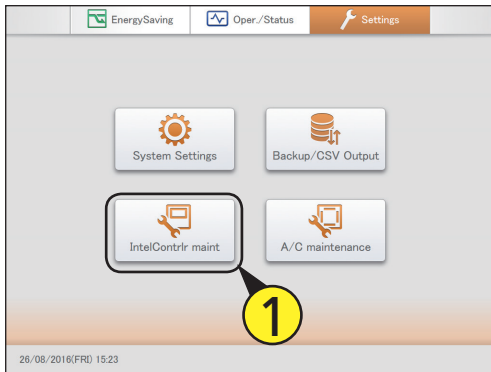 EnergySaving
Oper./Status
Settings
System Settings
Backup/CSV Output
IntelContrlr maint
A/C maintenance
1
26/08/2016(FRI) 15:23